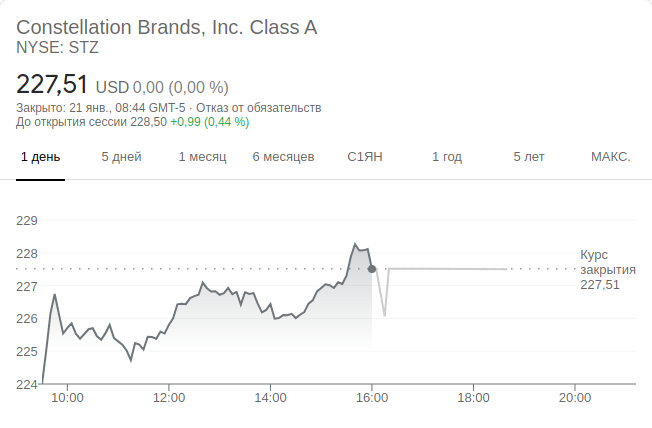 Constellation Brands, Inc. Class A
NYSE: STZ
227,51 USD 0,00 (0,00 %)
Закрыто: 21 янв., 08:44 GMT-5 · Отказ от обязательств
До открытия сессии 228,50 +0,99 (0,44 %)
1 день 5 дней 1 месяц 6 месяцев С1ЯН 1 год 5 лет МАКС.
229
228
227
226
225
224
Курс
закрытия
227,51
10:00 12:00 14:00 16:00 18:00 20:00